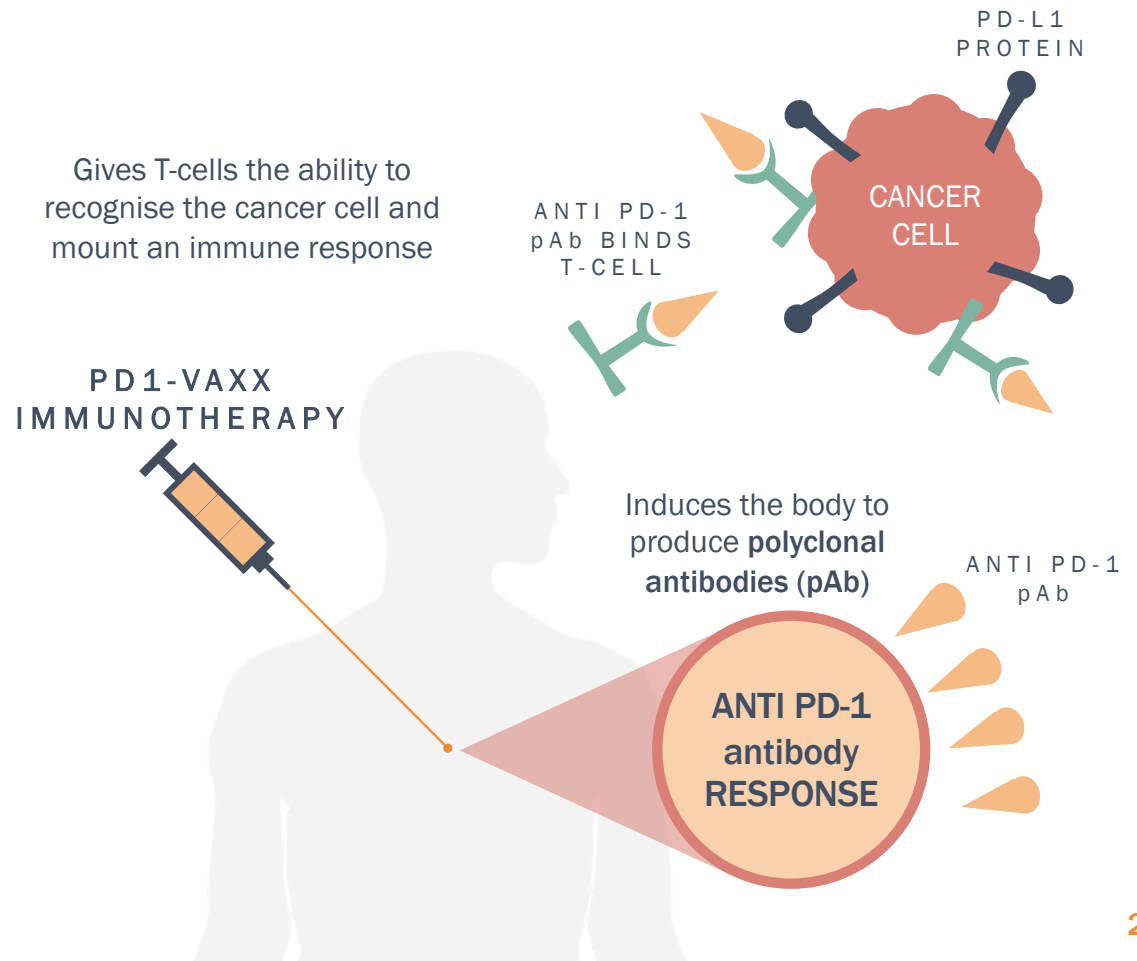 PD-L1
PROTEIN
Gives T-cells the ability to
recognise the cancer cell and
mount an immune response
ANTI PD-1
pAb BINDS
T-CELL
CANCER
CELL
PD1-VAXX
IMMUNOTHERAPY
Induces the body to
produce polyclonal
antibodies (pAb)
ANTI PD-1
pAb
ANTI PD-1
antibody
RESPONSE
2